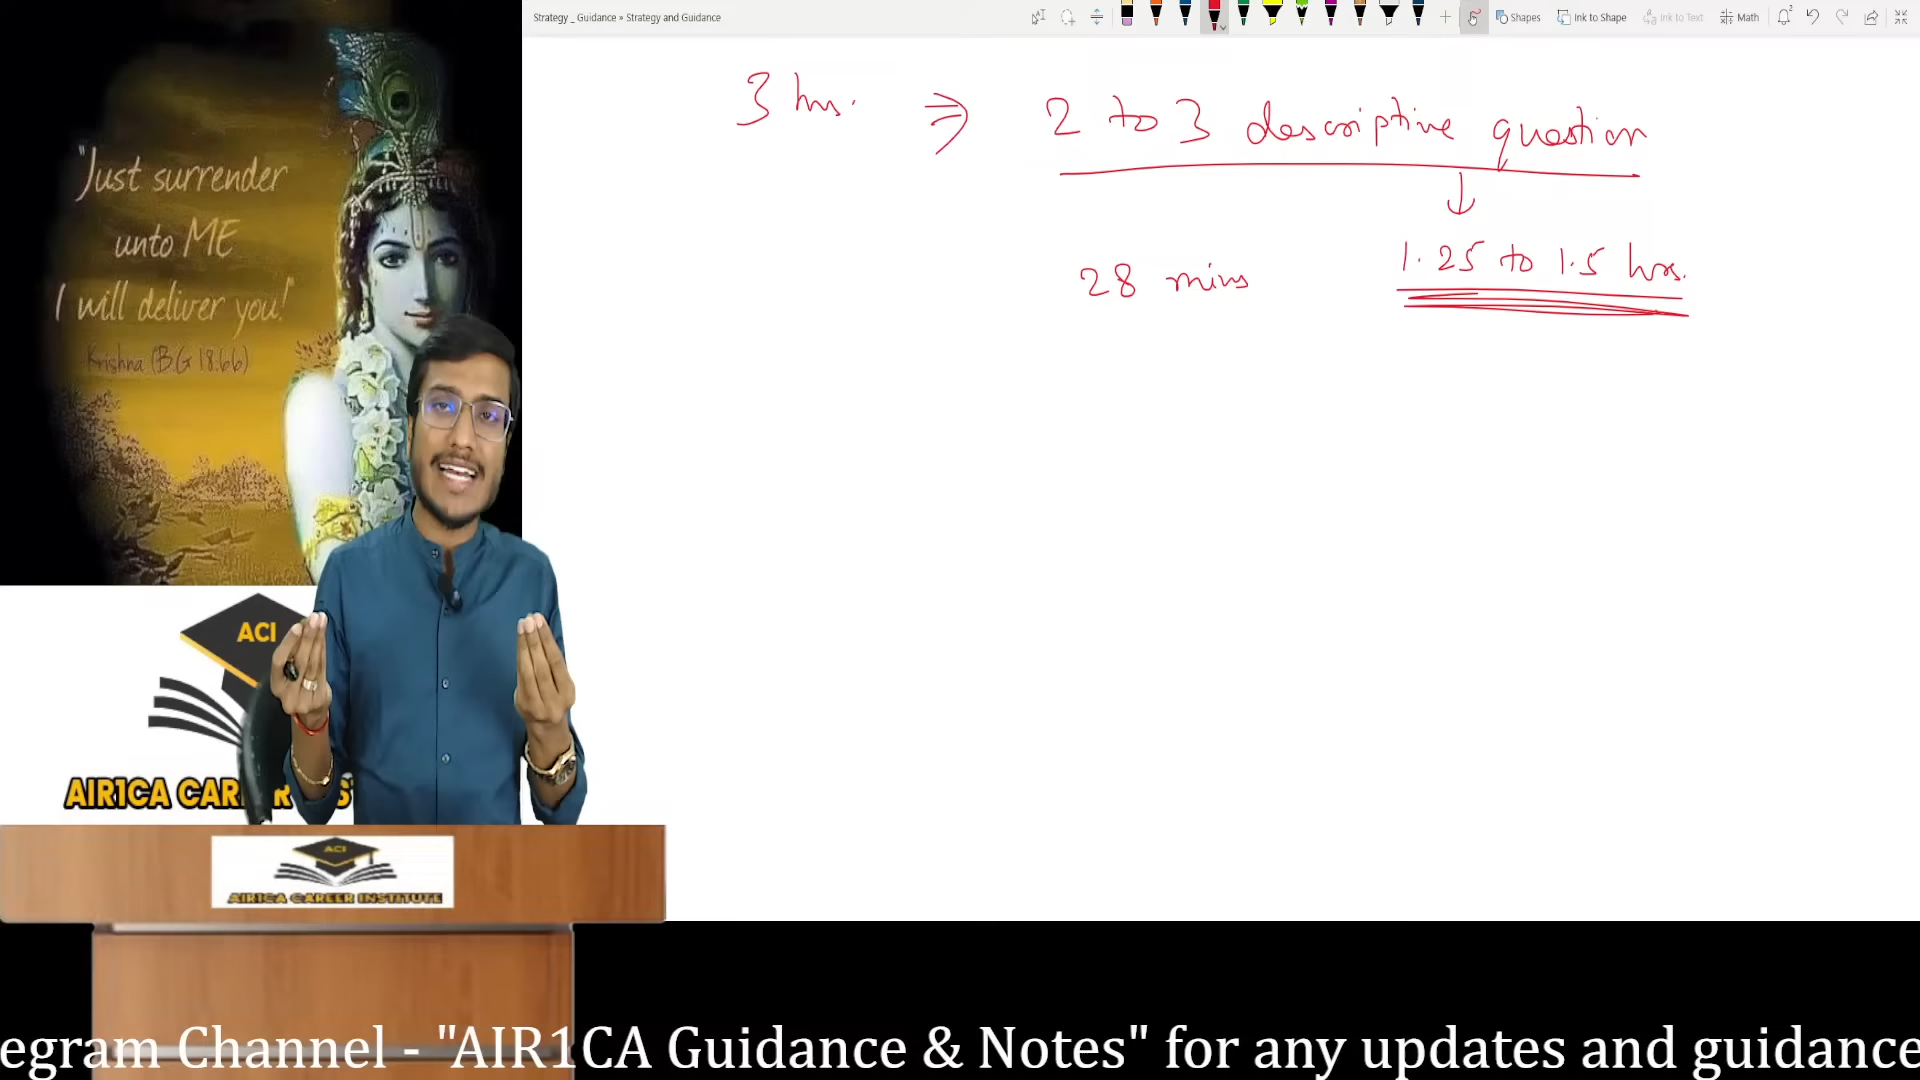 Strategy _ Guidance » Strategy and Guidance
Shapes
Ink to Shape
Ink to Text
Math
3 hrs. ⇒ 2 to 3 descriptive question
↓
28 mins
1.25 to 1.5 hrs.
"Just surrender
unto ME
I will deliver you!"
Krishna (B.G 18:66)
ACI
AIR1CA CAR
ACI
AIR1CA CAREER INSTITUTE
egram Channel - "AIR1CA Guidance & Notes" for any updates and guidance